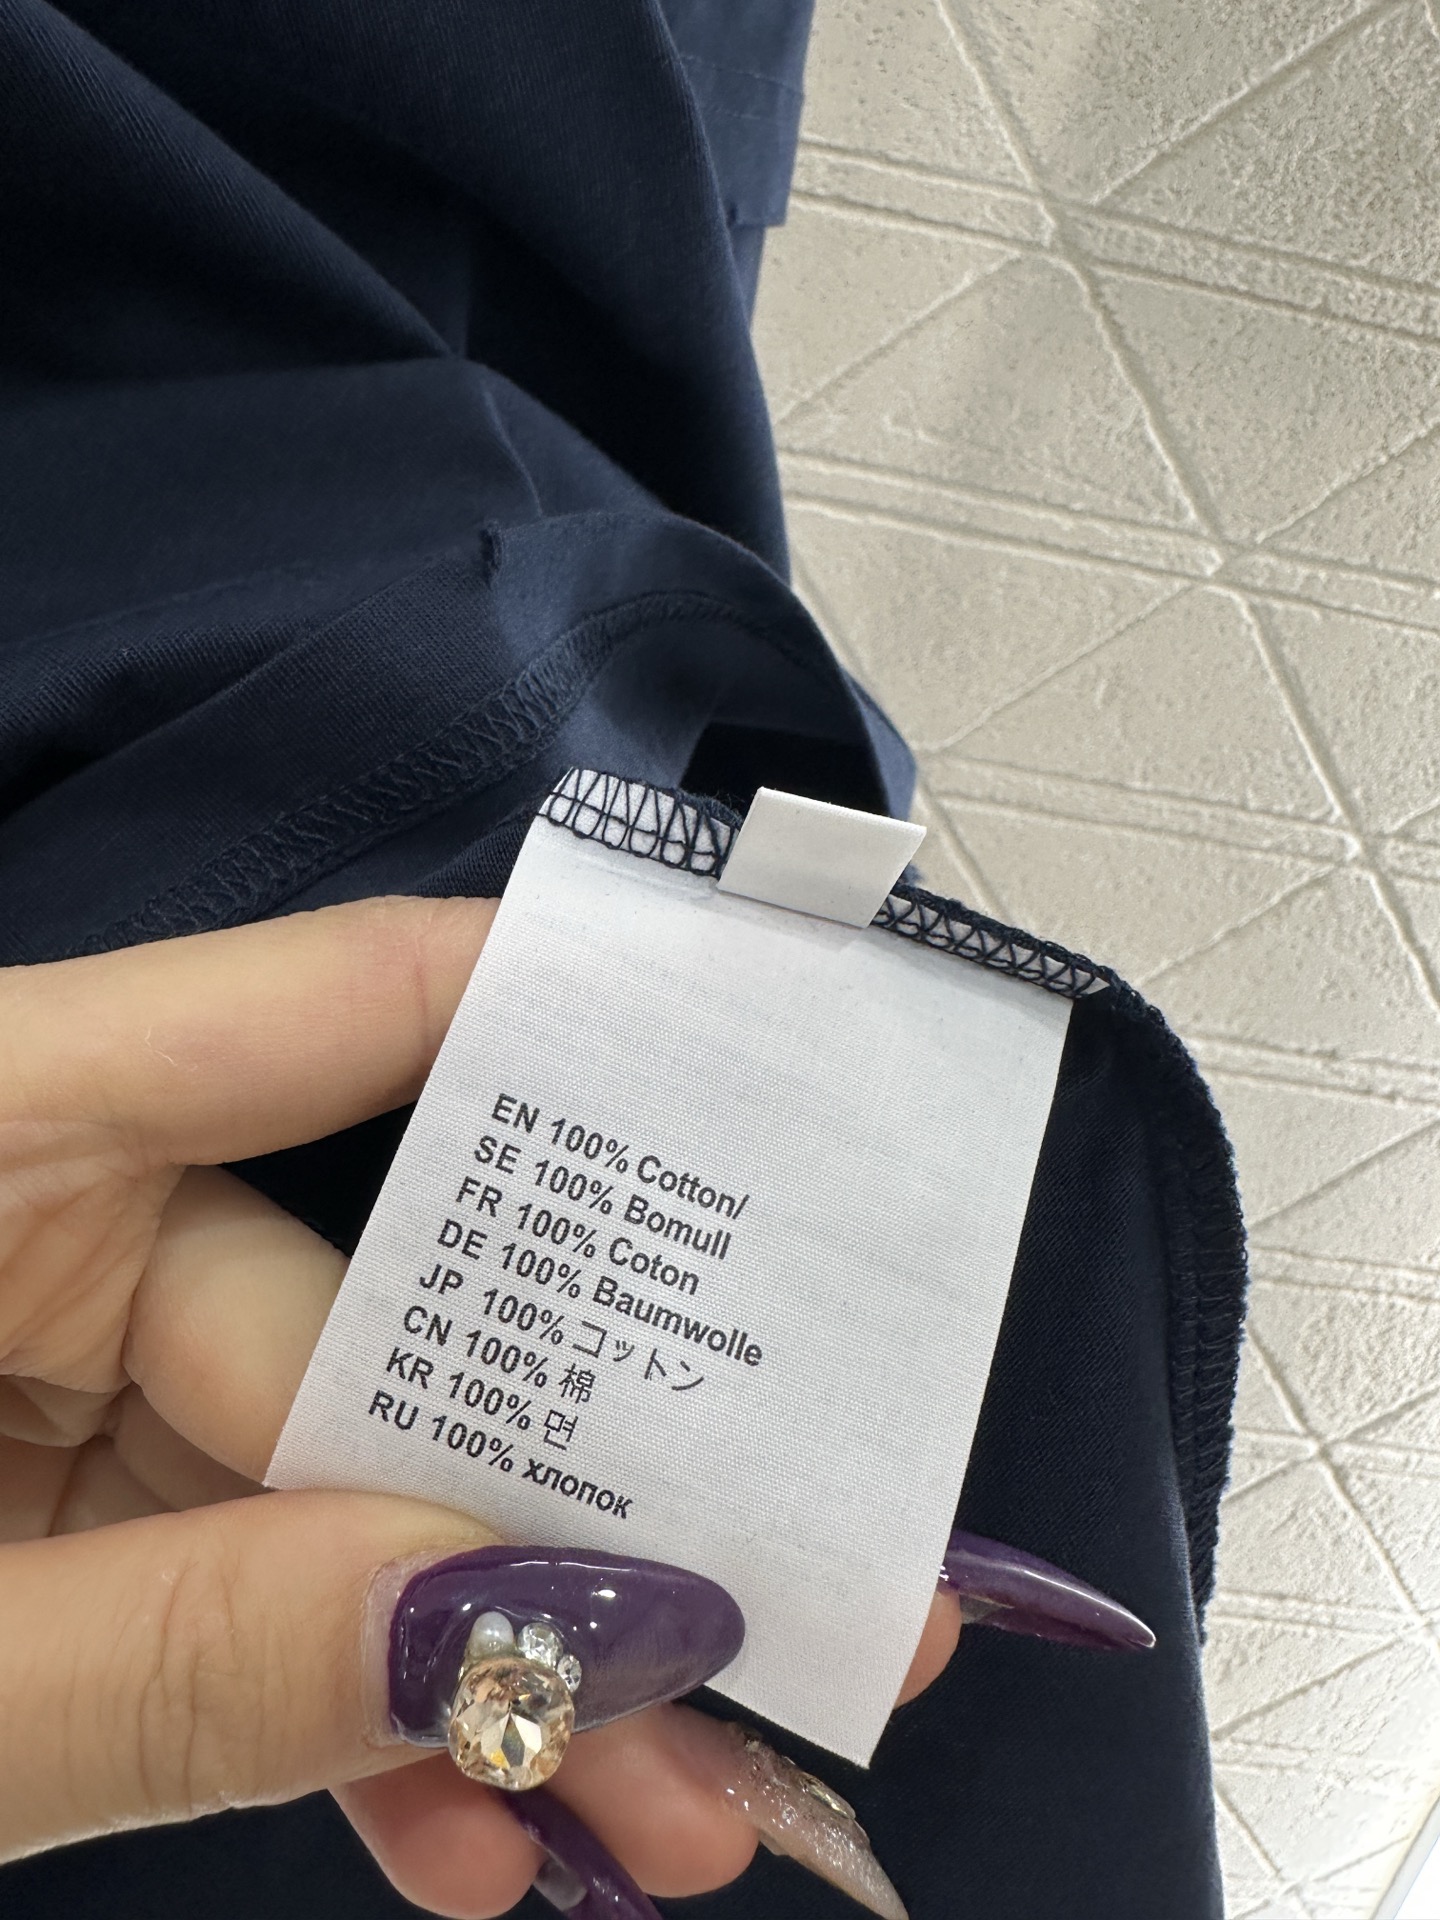 EN 100% Cotton/
SE 100% Bomull
FR 100% Coton
DE 100% Baumwolle
JP 100% コットン
CN 100% 棉
KR 100% 면
RU 100% хлопок